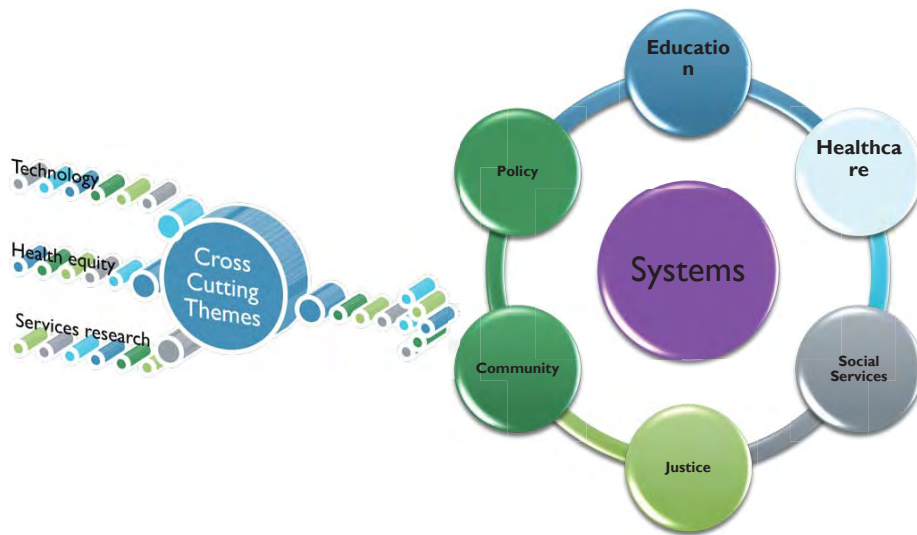 Technology
Health equity
Services research
Cross
Cutting
Themes
Educatio
n
Healthca
re
Social
Services
Justice
Community
Policy
Systems